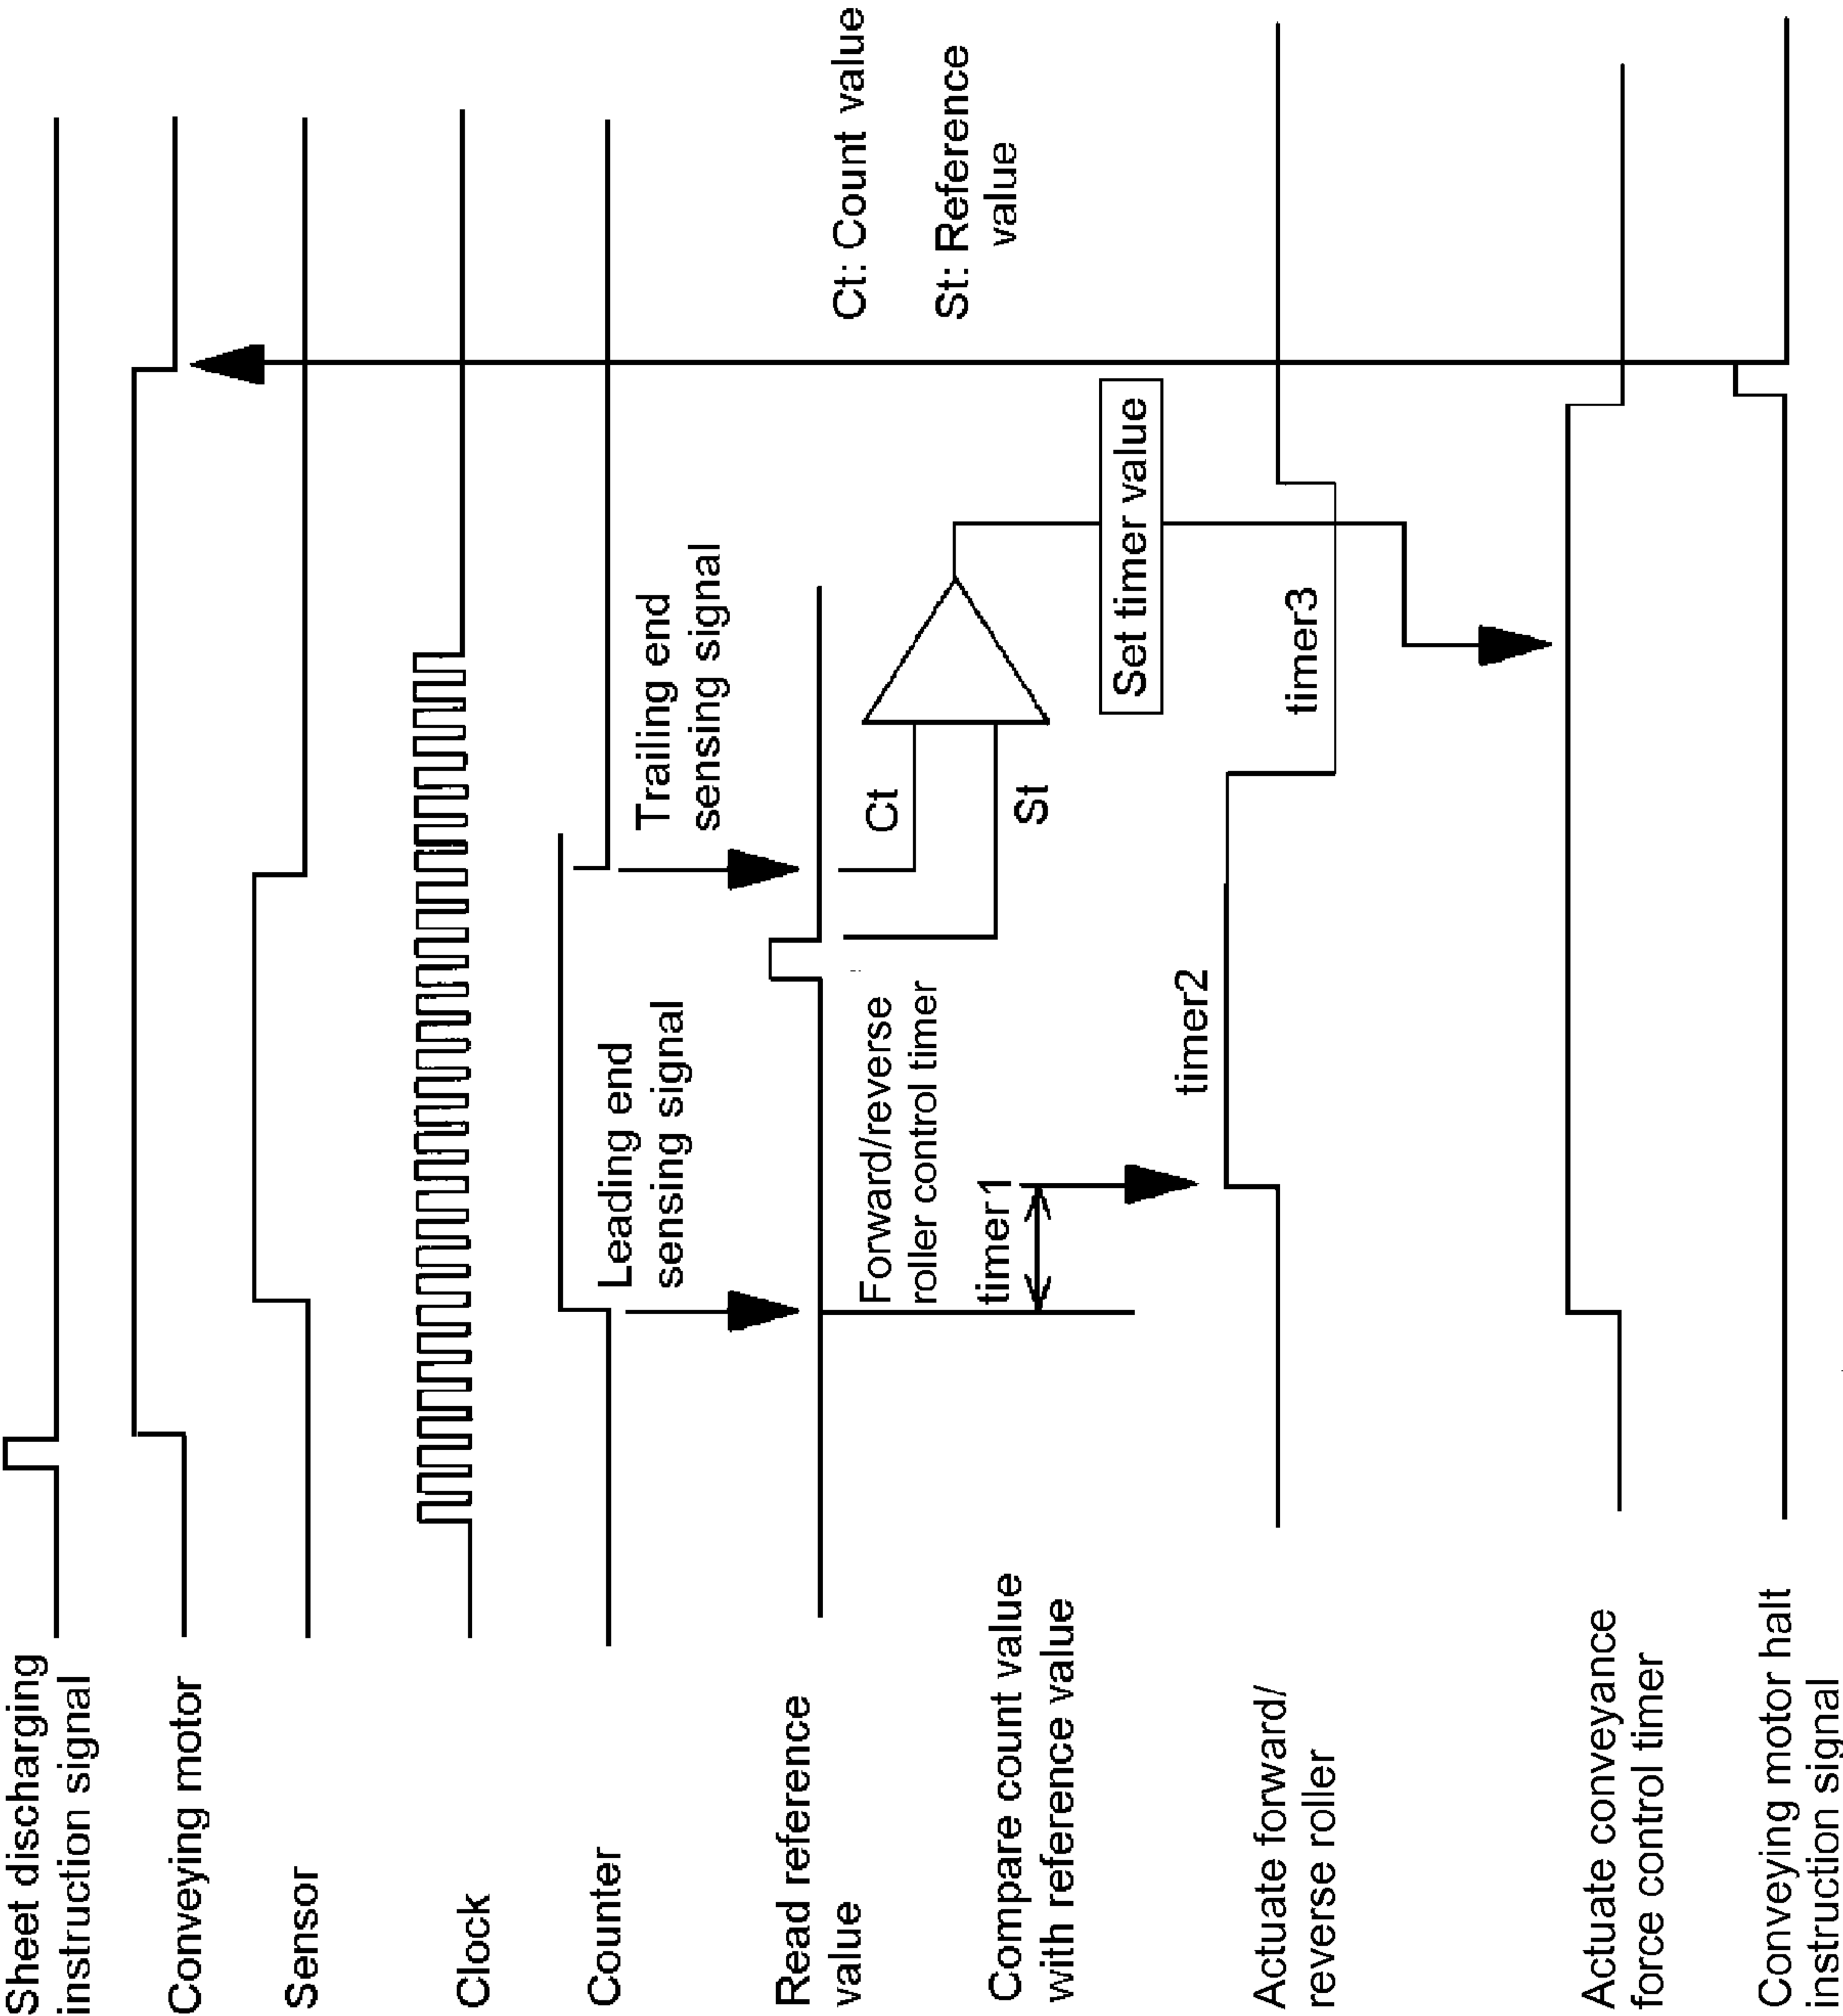 Sheet discharging
instruction signal
Conveying motor
Sensor
Clock
Counter
Leading end
sensing signal
Trailing end
sensing signal
Read reference
value
Forward/reverse
roller control timer
Ct: Count value
St: Reference
value
Compare count value
with reference value
timer1
Ct
St
Set timer value
Actuate forward/
reverse roller
timer2
timer3
Actuate conveyance
force control timer
Conveying motor halt
instruction signal